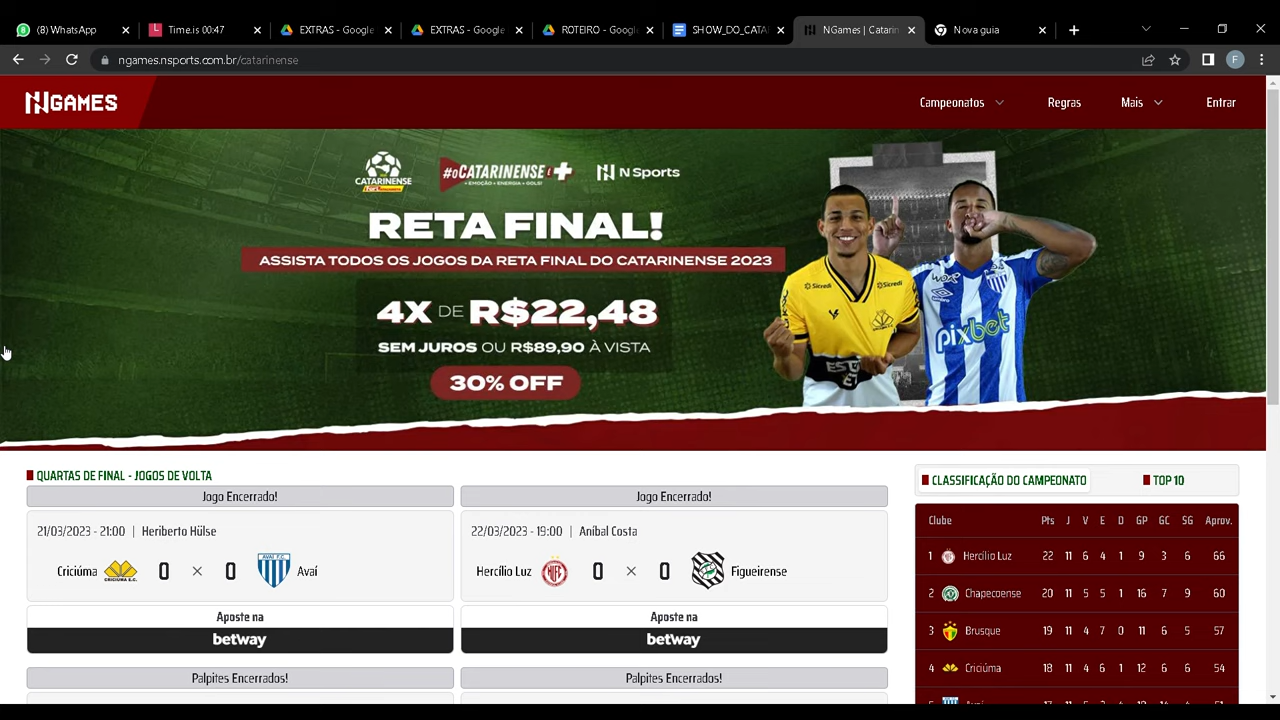 (8) WhatsApp
Time.is 00:47
EXTRAS - Google
EXTRAS - Google
ROTEIRO - Google
SHOW_DO_CATA
NGames | Catarin
Nova guia
ngames.nsports.com.br/catarinense
F
NGAMES
Campeonatos
Regras
Mais
Entrar
CATARINENSE
#oCATARINENSEé+
• EMOÇÃO • ENERGIA • GOLS!
N Sports
RETA FINAL!
ASSISTA TODOS OS JOGOS DA RETA FINAL DO CATARINENSE 2023
4X DE R$22,48
SEM JUROS OU R$89,90 À VISTA
30% OFF
Sicredi
Sicredi
pixbet
QUARTAS DE FINAL - JOGOS DE VOLTA
Jogo Encerrado!
21/03/2023 - 21:00 | Heriberto Hülse
Criciúma 0 × 0 Avaí
Aposte na
betway
Palpites Encerrados!
Jogo Encerrado!
22/03/2023 - 19:00 | Aníbal Costa
Hercílio Luz 0 × 0 Figueirense
Aposte na
betway
Palpites Encerrados!
CLASSIFICAÇÃO DO CAMPEONATO
TOP 10
Clube Pts J V E D GP GC SG Aprov.
1 Hercílio Luz 22 11 6 4 1 9 3 6 66
2 Chapecoense 20 11 5 5 1 16 7 9 60
3 Brusque 19 11 4 7 0 11 6 5 57
4 Criciúma 18 11 4 6 1 12 6 6 54